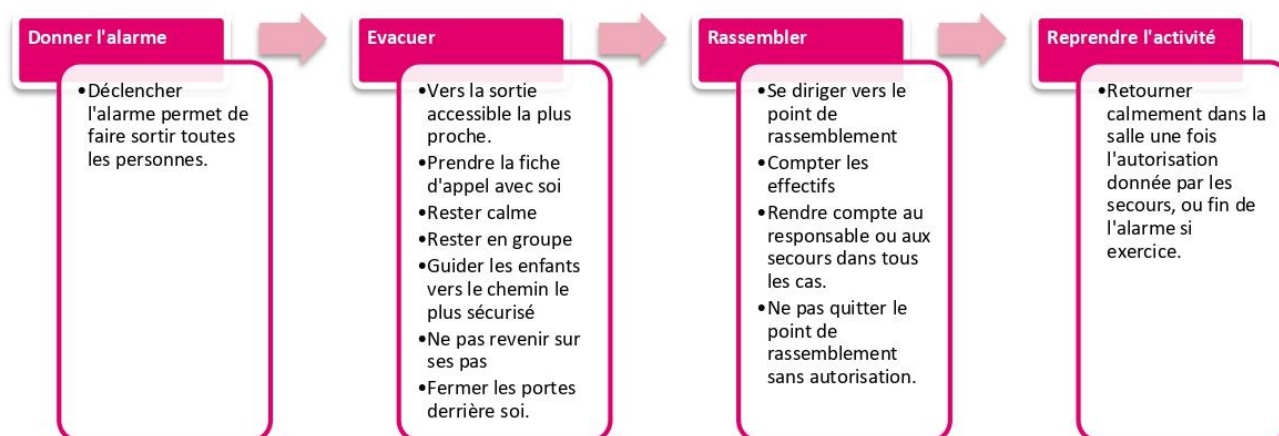 Donner l'alarme
•Déclencher
l'alarme permet de
faire sortir toutes
les personnes.
Evacuer
•Vers la sortie
accessible la plus
proche.
•Prendre la fiche
d'appel avec soi
•Rester calme
•Rester en groupe
•Guider les enfants
vers le chemin le
plus sécurisé
•Ne pas revenir sur
ses pas
•Fermer les portes
derrière soi.
Rassembler
•Se diriger vers le
point de
rassemblement
•Compter les
effectifs
•Rendre compte au
responsable ou aux
secours dans tous
les cas.
•Ne pas quitter le
point de
rassemblement
sans autorisation.
Reprendre l'activité
•Retourner
calmement dans la
salle une fois
l'autorisation
donnée par les
secours, ou fin de
l'alarme si
exercice.